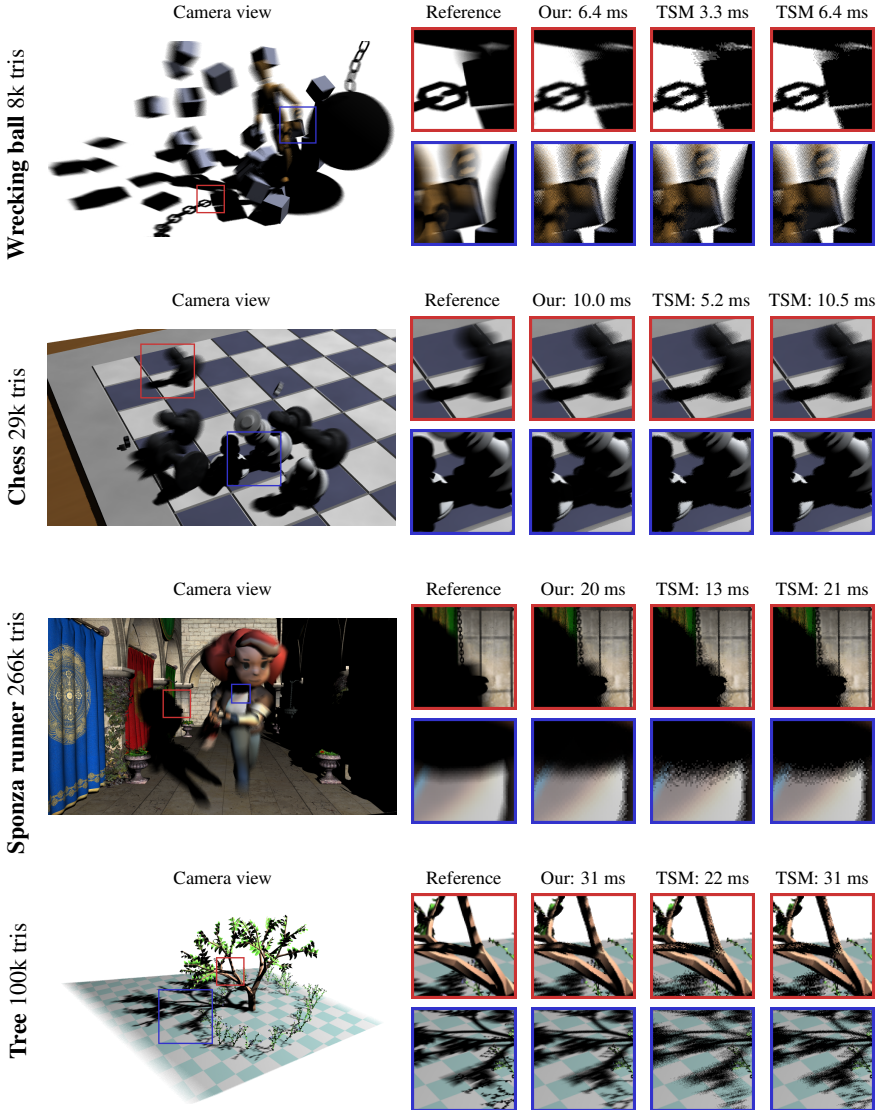 Camera view Reference Our: 6.4 ms TSM 3.3 ms TSM 6.4 ms
Wrecking ball 8k tris
Camera view Reference Our: 10.0 ms TSM: 5.2 ms TSM: 10.5 ms
Chess 29k tris
Camera view Reference Our: 20 ms TSM: 13 ms TSM: 21 ms
Sponza runner 266k tris
Camera view Reference Our: 31 ms TSM: 22 ms TSM: 31 ms
Tree 100k tris